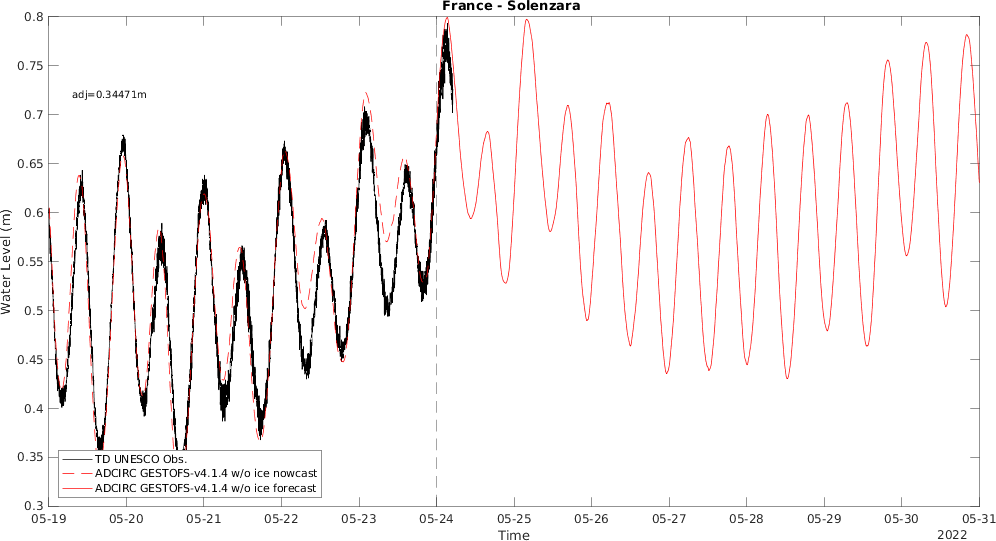 France - Solenzara
0.8
0.75
0.7
0.65
0.6
0.55
0.5
0.45
0.4
0.35
0.3
Water Level (m)
adj=0.34471m
TD UNESCO Obs.
ADCIRC GESTOFS-v4.1.4 w/o ice nowcast
ADCIRC GESTOFS-v4.1.4 w/o ice forecast
05-19 05-20 05-21 05-22 05-23 05-24 05-25 05-26 05-27 05-28 05-29 05-30 05-31
Time
2022